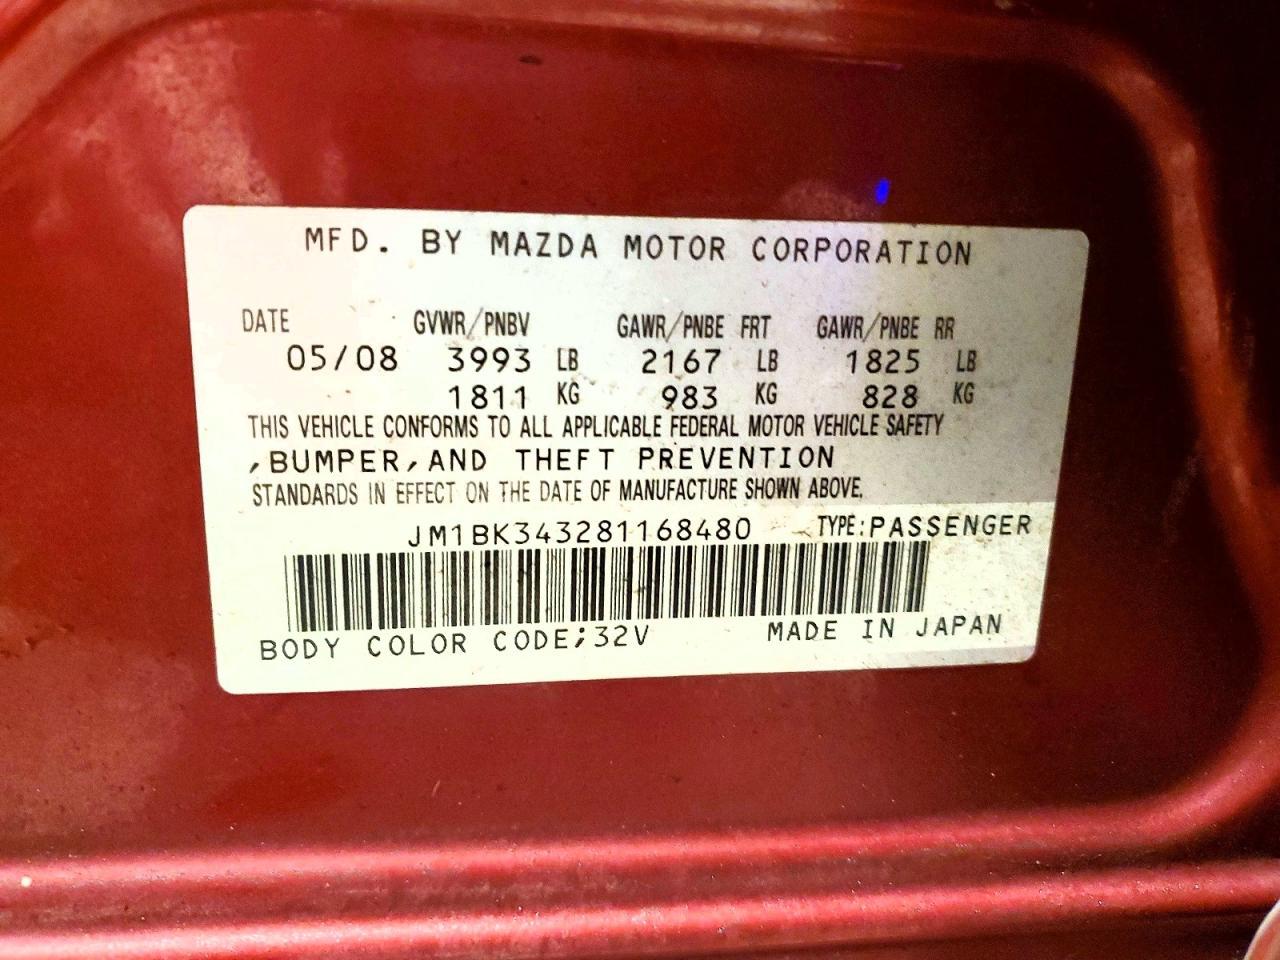 MFD. BY MAZDA MOTOR CORPORATION
DATE GVWR/PNBV GAWR/PNBE FRT GAWR/PNBE RR
05/08 3993 LB 2167 LB 1825 LB
1811 KG 983 KG 828 KG
THIS VEHICLE CONFORMS TO ALL APPLICABLE FEDERAL MOTOR VEHICLE SAFETY
,BUMPER,AND THEFT PREVENTION
STANDARDS IN EFFECT ON THE DATE OF MANUFACTURE SHOWN ABOVE.
JM1BK343281168480 TYPE:PASSENGER
BODY COLOR CODE;32V MADE IN JAPAN